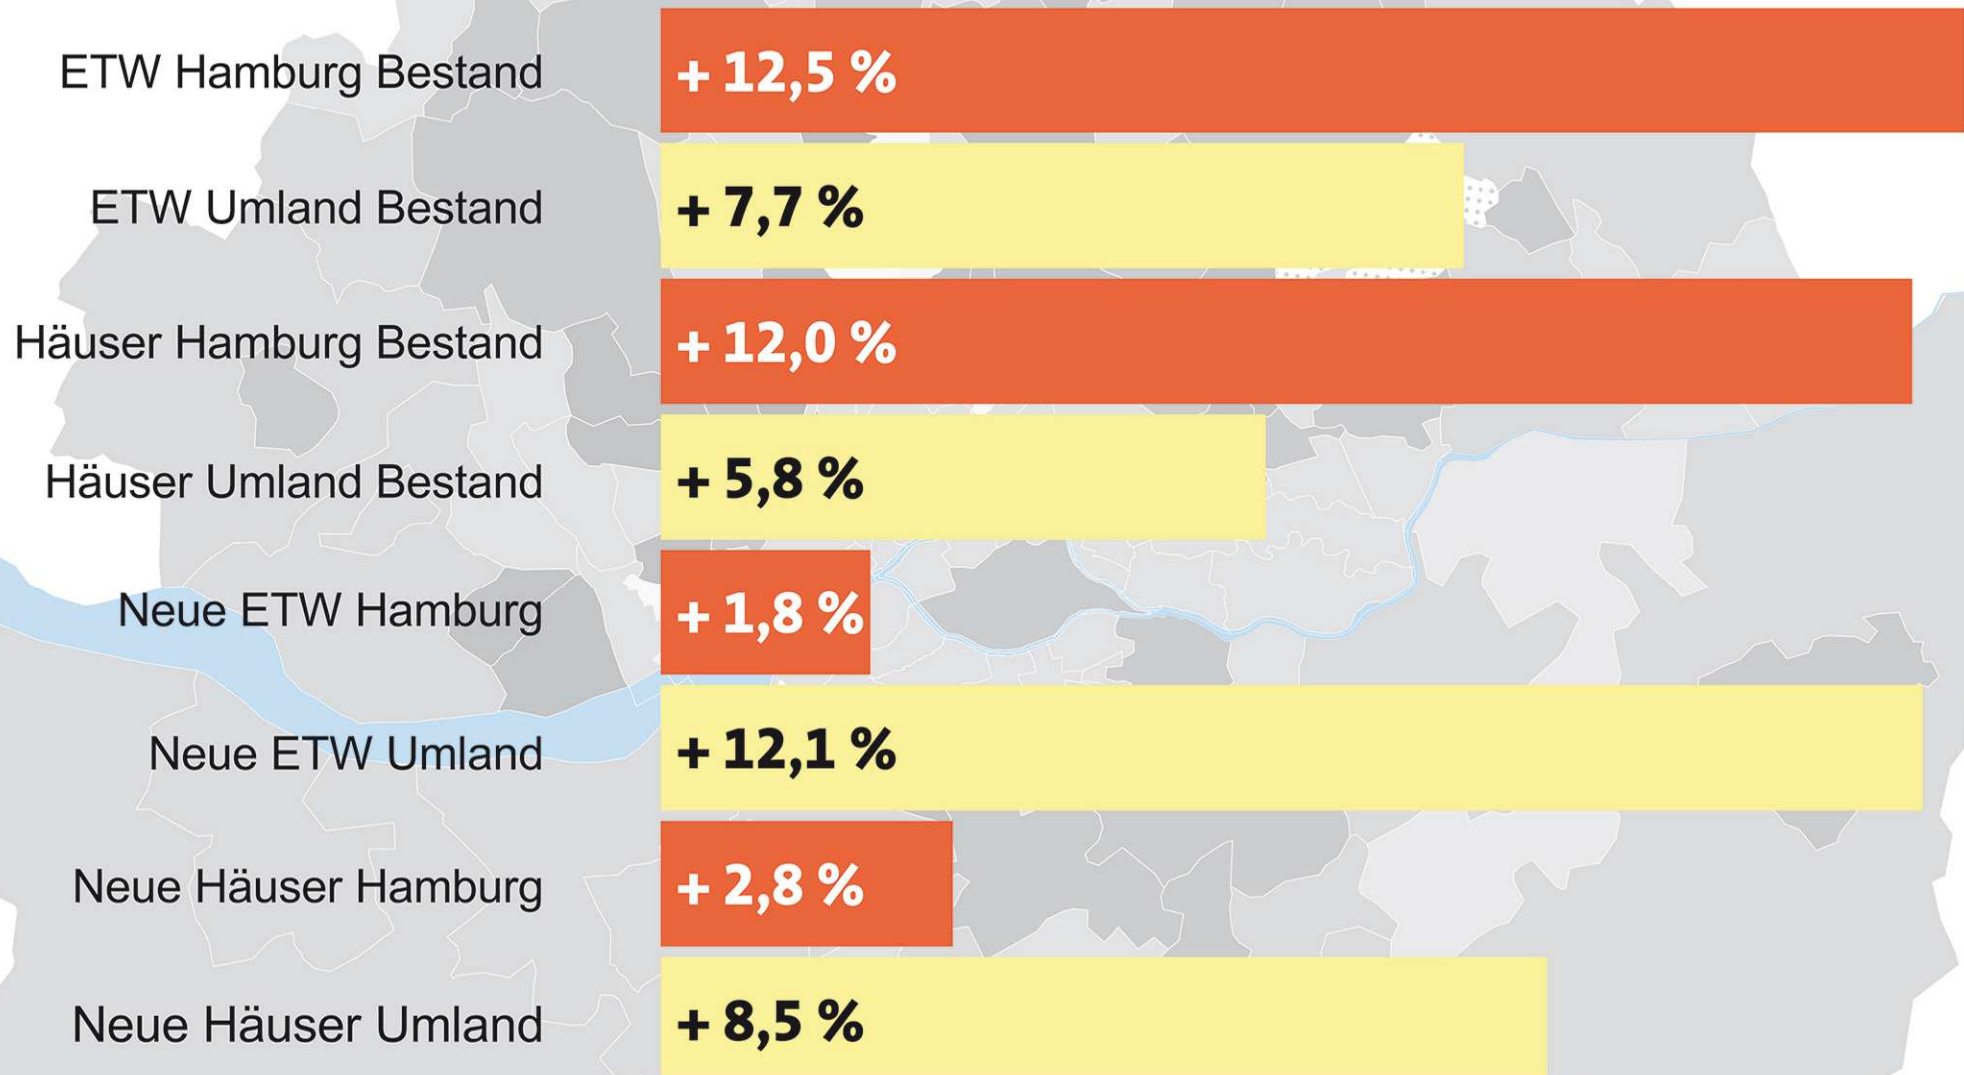 ETW Hamburg Bestand + 12,5 %
ETW Umland Bestand + 7,7 %
Häuser Hamburg Bestand + 12,0 %
Häuser Umland Bestand + 5,8 %
Neue ETW Hamburg + 1,8 %
Neue ETW Umland + 12,1 %
Neue Häuser Hamburg + 2,8 %
Neue Häuser Umland + 8,5 %